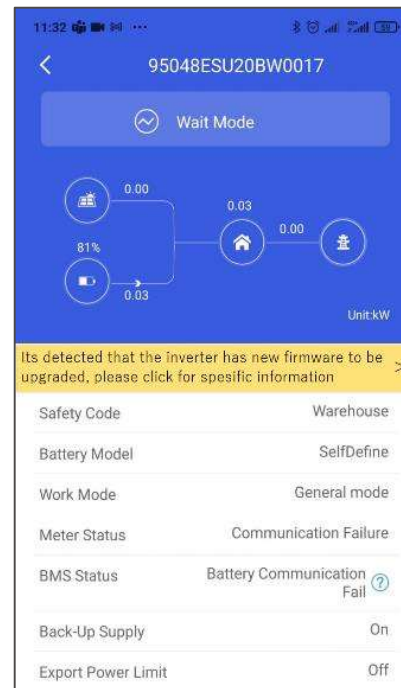 11:32
95048ESU20BW0017
Wait Mode
0.00
0.03
0.00
81%
0.03
Unit:kW
Its detected that the inverter has new firmware to be
upgraded, please click for spesific information
Safety Code Warehouse
Battery Model SelfDefine
Work Mode General mode
Meter Status Communication Failure
BMS Status Battery Communication
Fail
Back-Up Supply On
Export Power Limit Off